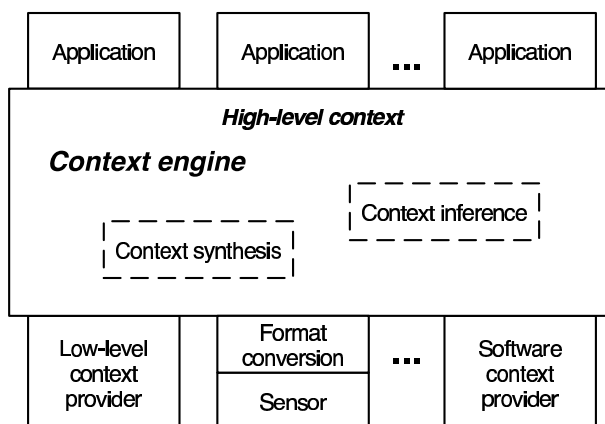 Application
Application
...
Application
High-level context
Context engine
Context inference
Context synthesis
Low-level
context
provider
Format
conversion
Sensor
...
Software
context
provider